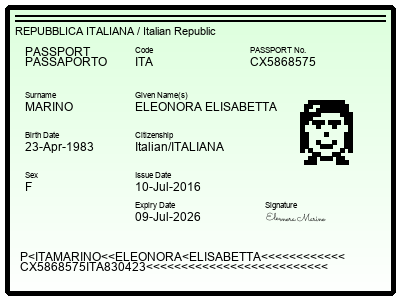 REPUBBLICA ITALIANA / Italian Republic
PASSPORT Code PASSPORT No.
PASSAPORTO ITA CX5868575
Surname Given Name(s)
MARINO ELEONORA ELISABETTA
Birth Date Citizenship
23-Apr-1983 Italian/ITALIANA
Sex Issue Date
F 10-Jul-2016
Expiry Date Signature
09-Jul-2026 Eleonora Marino
P<ITAMARINO<<ELEONORA<ELISABETTA<<<<<<<<<<<<
CX5868575ITA830423<<<<<<<<<<<<<<<<<<<<<<<<<<